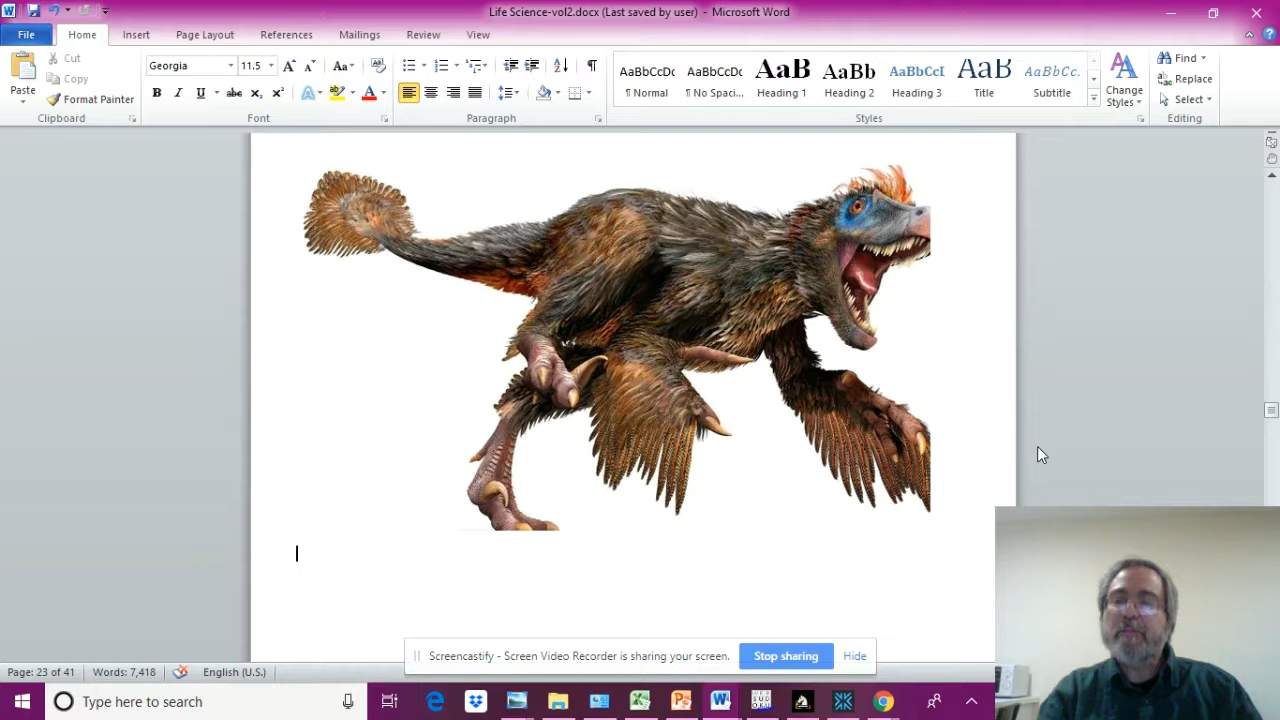 Life Science-vol2.docx (Last saved by user) - Microsoft Word
File Home Insert Page Layout References Mailings Review View
Paste
Cut
Copy
Format Painter
Clipboard
Georgia 11.5
Font
Paragraph
AaBbCcDc AaBbCcDc AaB AaBb AaBbCcI AaB AaBbCc.
¶ Normal ¶ No Spaci... Heading 1 Heading 2 Heading 3 Title Subtitle
Change
Styles
Styles
Find
Replace
Select
Editing
Screencastify - Screen Video Recorder is sharing your screen. Stop sharing Hide
Page: 23 of 41 Words: 7,418 English (U.S.)
Type here to search